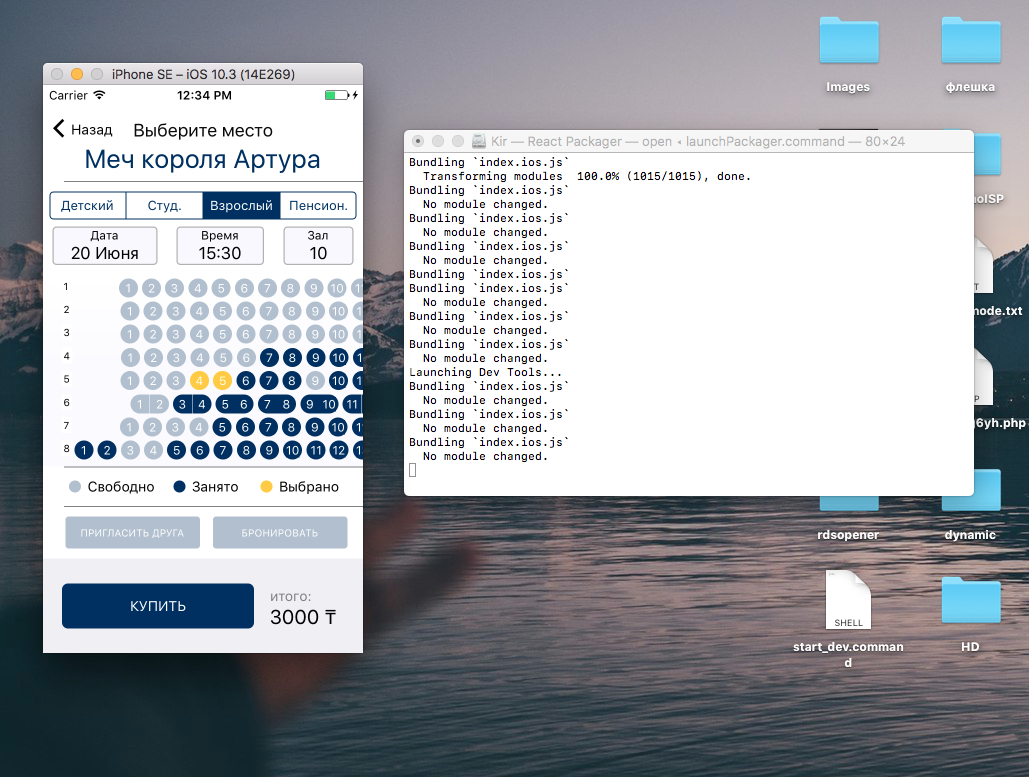 iPhone SE – iOS 10.3 (14E269)
Carrier 12:34 PM
Назад Выберите место
Меч короля Артура
Детский Студ. Взрослый Пенсион.
Дата Время Зал
20 Июня 15:30 10
1 1 2 3 4 5 6 7 8 9 10
2 1 2 3 4 5 6 7 8 9 10
3 1 2 3 4 5 6 7 8 9 10
4 1 2 3 4 5 6 7 8 9 10
5 1 2 3 4 5 6 7 8 9 10
6 1 2 3 4 5 6 7 8 9 10 11
7 1 2 3 4 5 6 7 8 9 10
8 1 2 3 4 5 6 7 8 9 10 11 12
Свободно Занято Выбрано
ПРИГЛАСИТЬ ДРУГА БРОНИРОВАТЬ
КУПИТЬ
ИТОГО:
3000 ₸
Kir — React Packager — open ◂ launchPackager.command — 80×24
Bundling `index.ios.js`
Transforming modules 100.0% (1015/1015), done.
Bundling `index.ios.js`
No module changed.
Bundling `index.ios.js`
No module changed.
Bundling `index.ios.js`
No module changed.
Bundling `index.ios.js`
Bundling `index.ios.js`
No module changed.
Bundling `index.ios.js`
No module changed.
Bundling `index.ios.js`
No module changed.
Launching Dev Tools...
Bundling `index.ios.js`
No module changed.
Bundling `index.ios.js`
No module changed.
Bundling `index.ios.js`
No module changed.
Images
флешка
rdsopener
dynamic
SHELL
start_dev.comman
d
HD